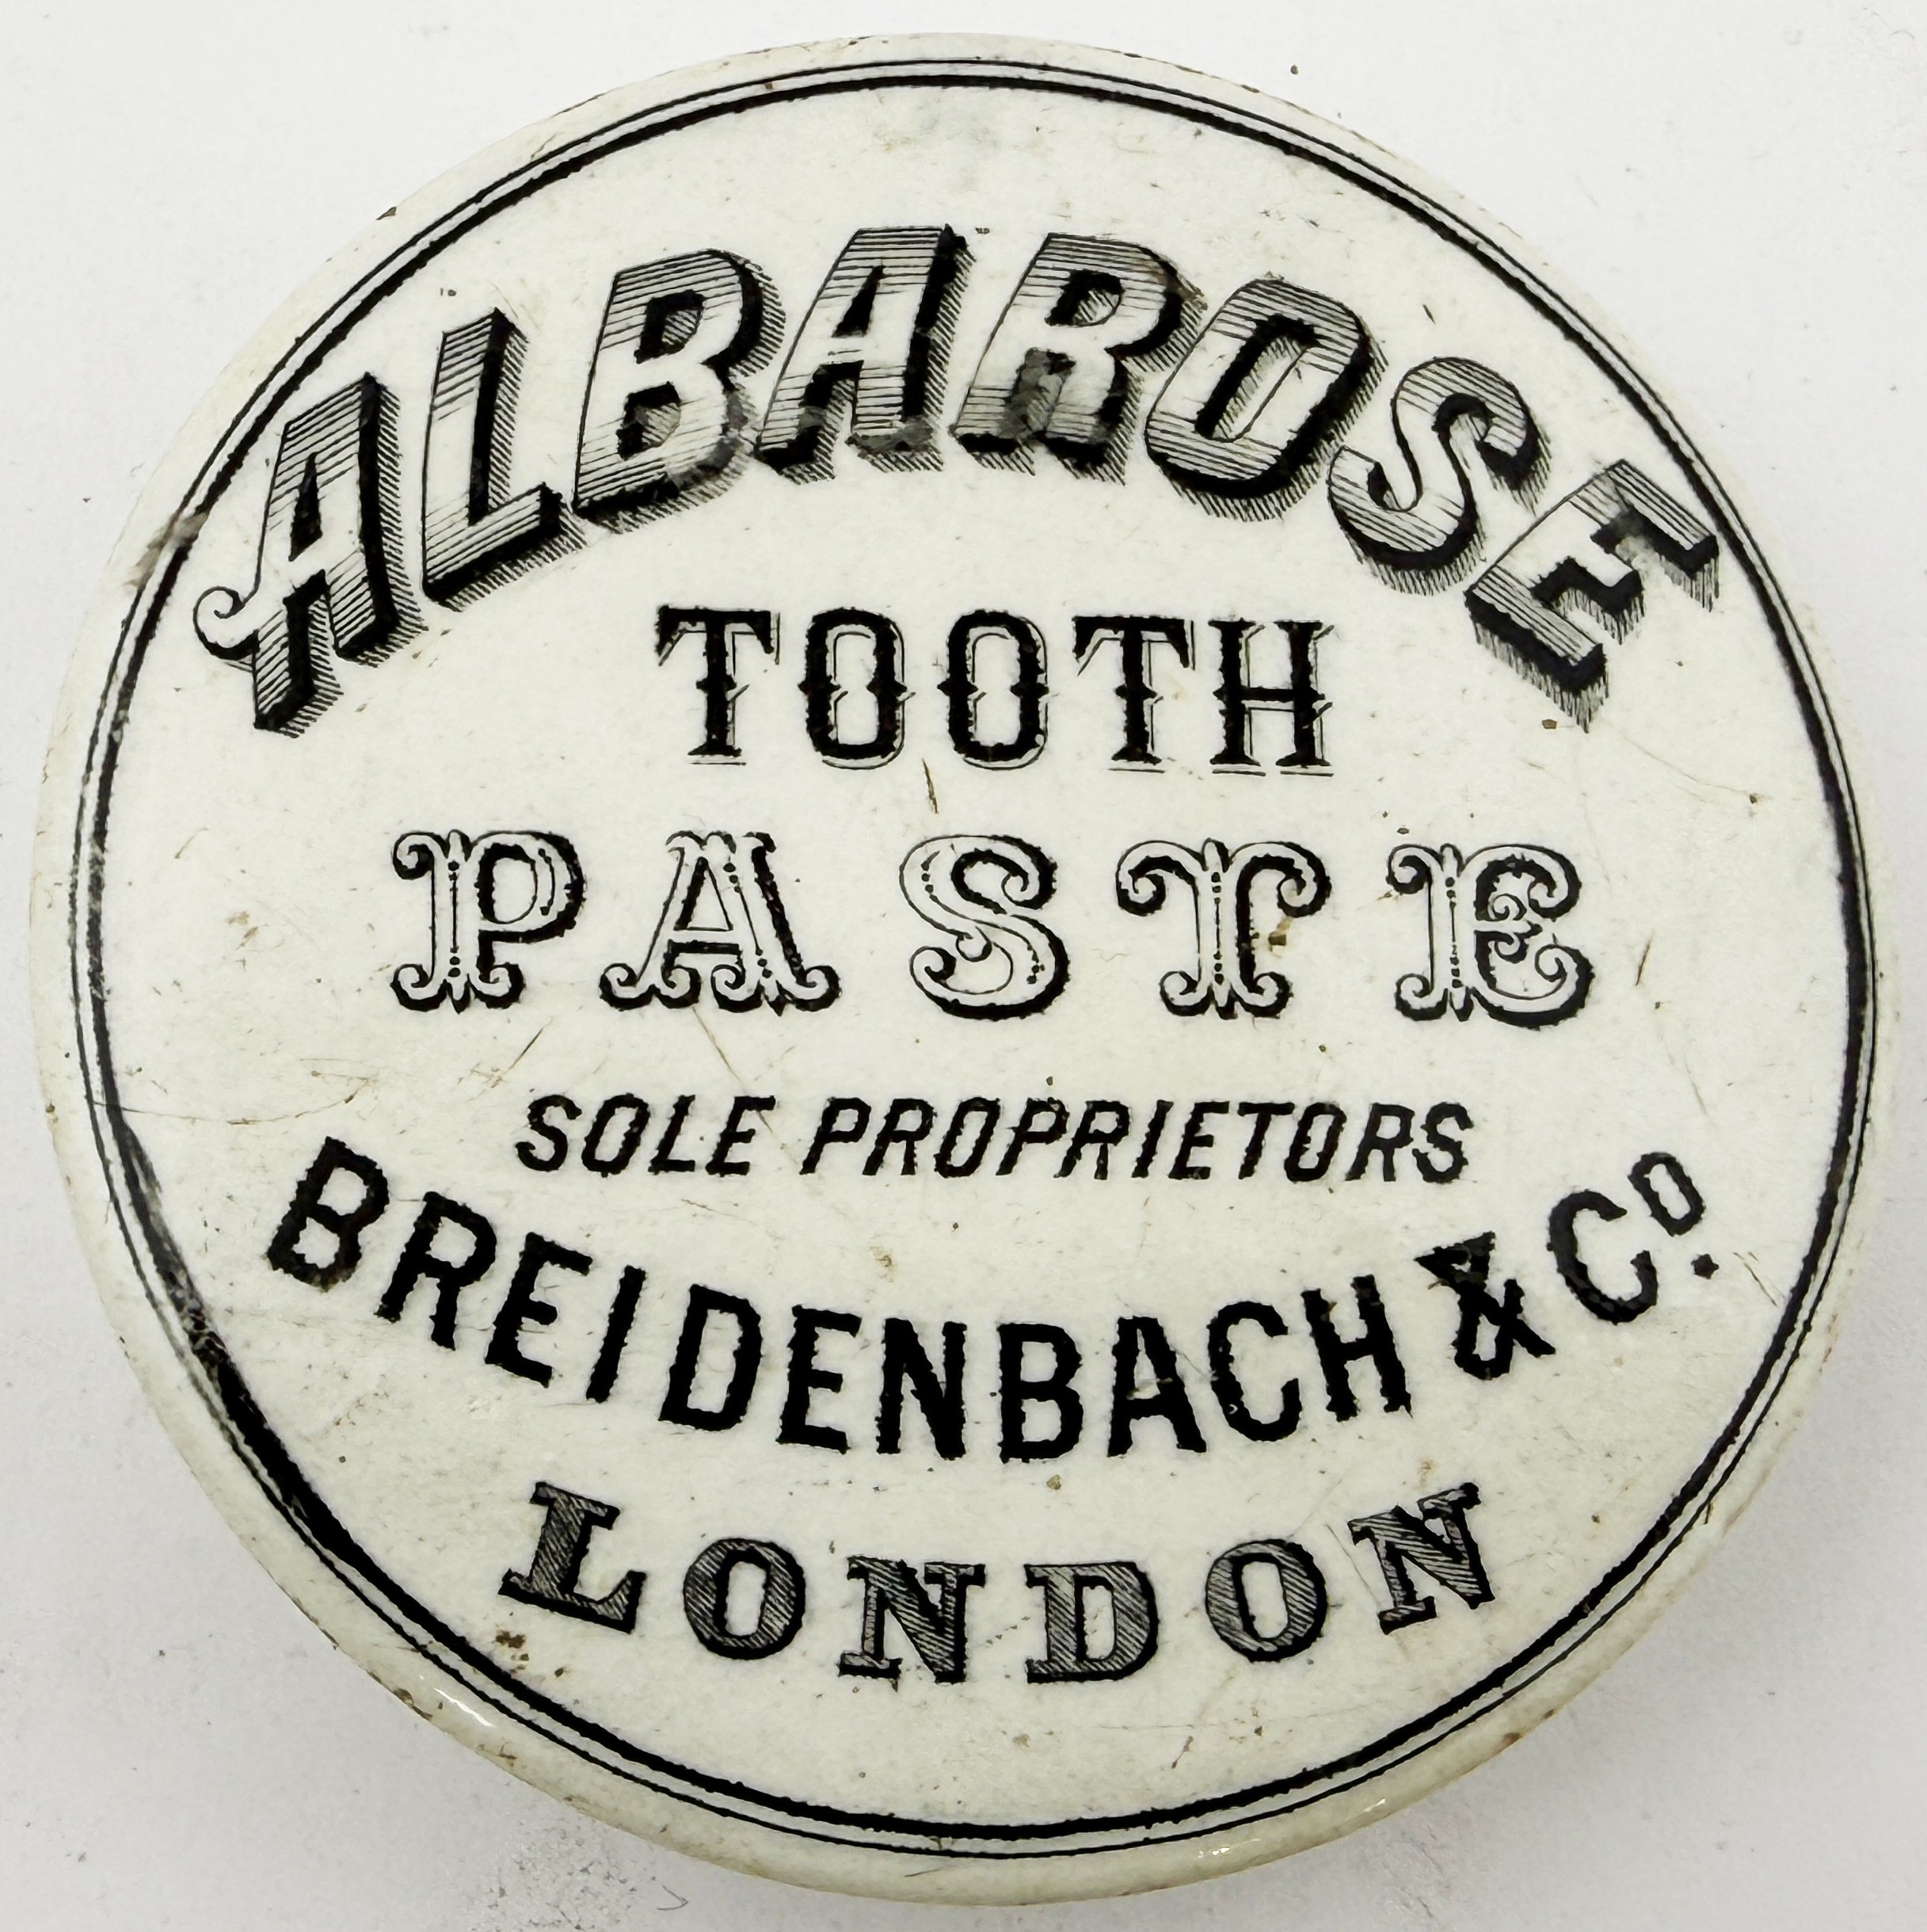 ALBAROSE
TOOTH
PASTE
SOLE PROPRIETORS
BREIDENBACH & Cº.
LONDON